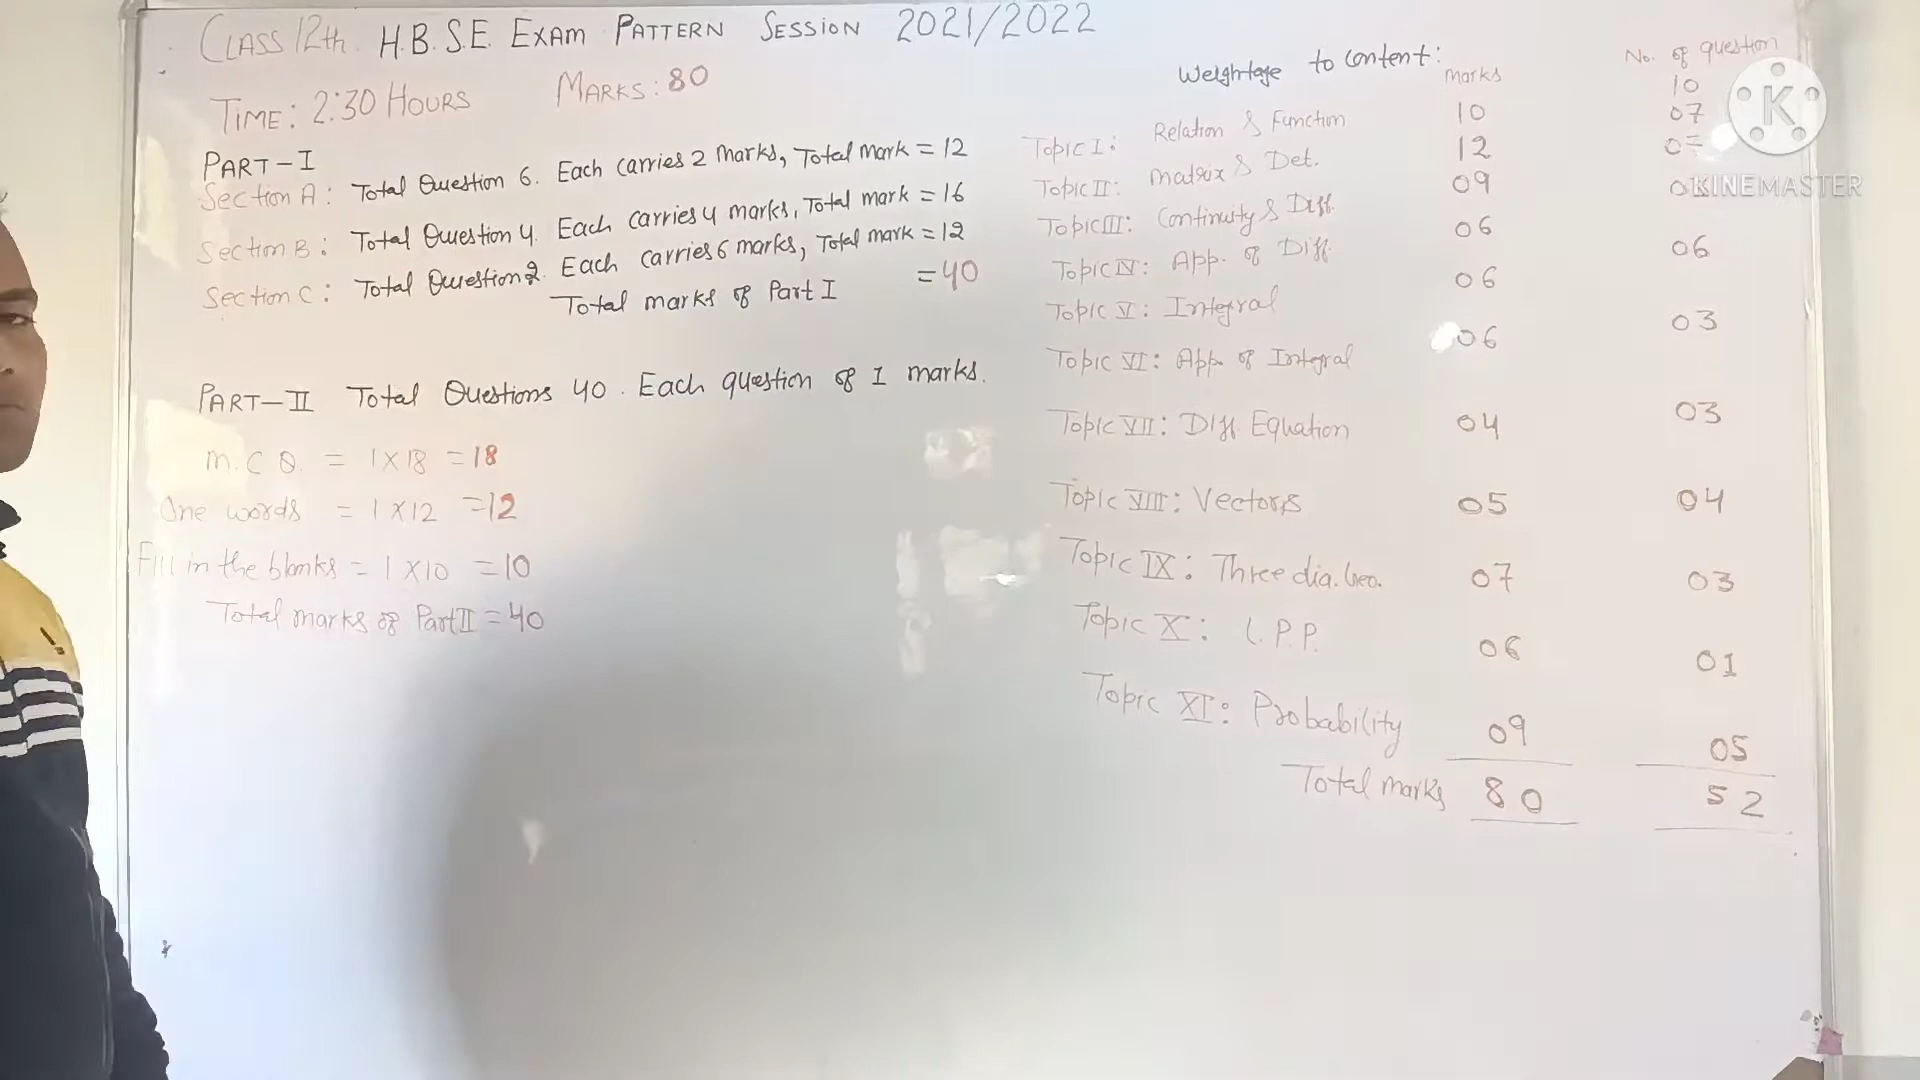 CLASS 12th. H.B.S.E. EXAM PATTERN SESSION 2021/2022
TIME: 2:30 HOURS MARKS: 80
PART-I
Section A: Total Question 6. Each carries 2 marks, Total mark = 12
Section B: Total Question 4. Each carries 4 marks, Total mark = 16
Section C: Total Question 2. Each carries 6 marks, Total mark = 12
Total marks of Part I = 40
PART-II Total Questions 40. Each question of 1 marks.
M.C.Q. = 1X18 = 18
One words = 1X12 = 12
Fill in the blanks = 1X10 = 10
Total marks of Part II = 40
Weightage to content: marks No. of question
Topic I: Relation & Function 10 10
Topic II: Matrix & Det. 12 07
Topic III: Continuity & Diff. 09
Topic IV: App. of Diff. 06
Topic V: Integral 06 06
Topic VI: App. of Integral 06 03
Topic VII: Diff. Equation 04 03
Topic VIII: Vectors 05 04
Topic IX: Three dia. Geo. 07 03
Topic X: L.P.P. 06 01
Topic XI: Probability 09 05
Total marks 80 52
K
KINEMASTER